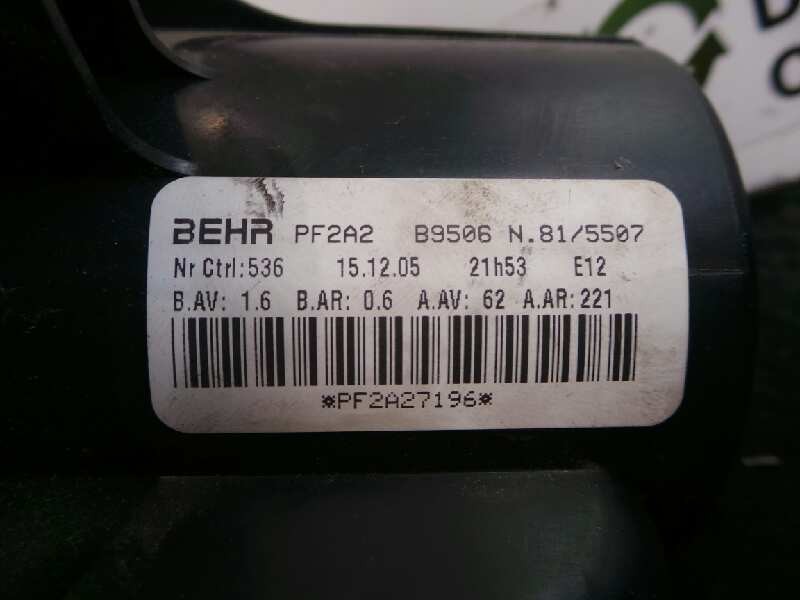 BEHR PF2A2 B9506 N.81/5507
Nr Ctrl:536 15.12.05 21h53 E12
B.AV: 1.6 B.AR: 0.6 A.AV: 62 A.AR: 221
*PF2A27196*